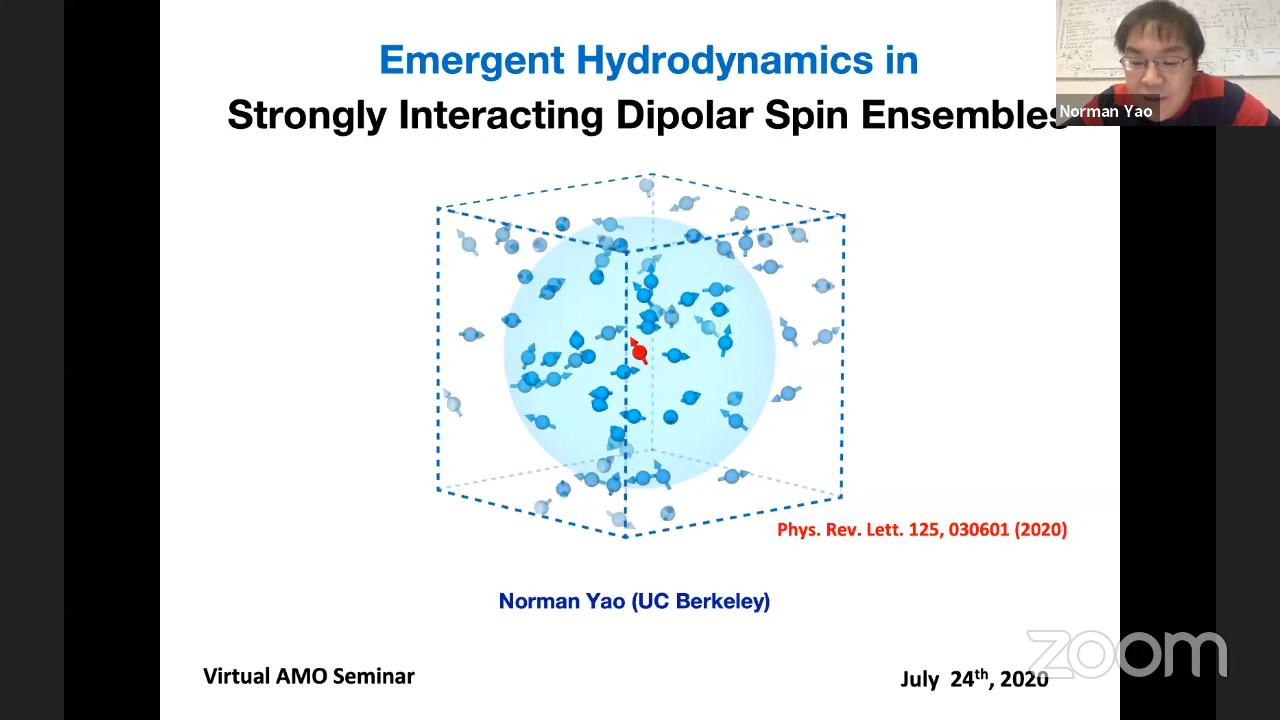 Emergent Hydrodynamics in
Strongly Interacting Dipolar Spin Ensembles
Norman Yao
Phys. Rev. Lett. 125, 030601 (2020)
Norman Yao (UC Berkeley)
zoom
Virtual AMO Seminar
July 24th, 2020